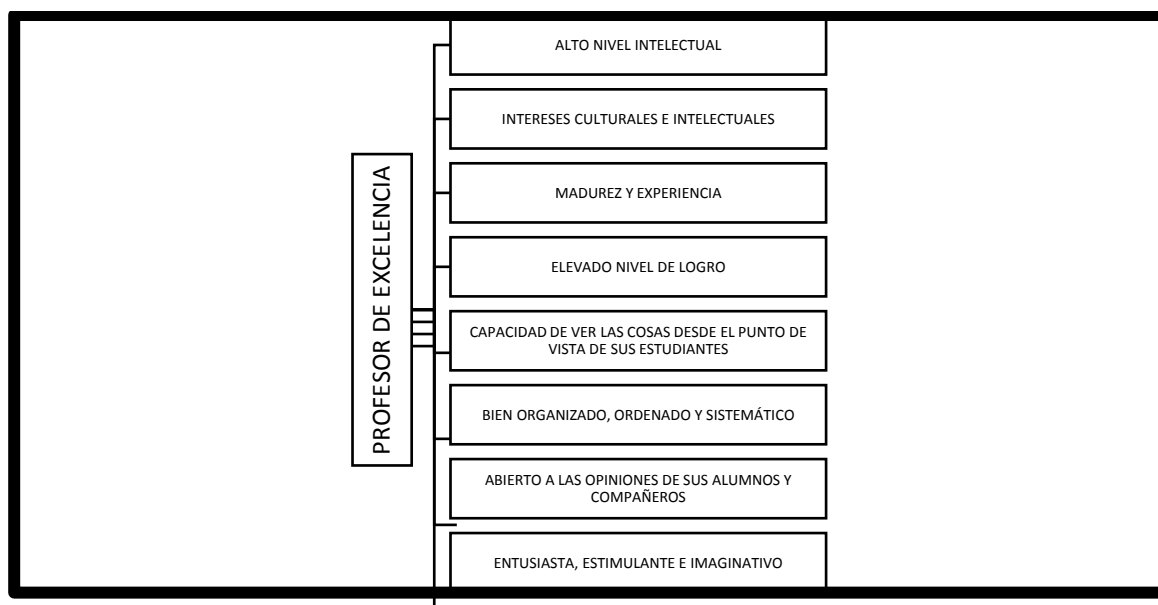 PROFESOR DE EXCELENCIA
ALTO NIVEL INTELECTUAL
INTERESES CULTURALES E INTELECTUALES
MADUREZ Y EXPERIENCIA
ELEVADO NIVEL DE LOGRO
CAPACIDAD DE VER LAS COSAS DESDE EL PUNTO DE
VISTA DE SUS ESTUDIANTES
BIEN ORGANIZADO, ORDENADO Y SISTEMÁTICO
ABIERTO A LAS OPINIONES DE SUS ALUMNOS Y
COMPAÑEROS
ENTUSIASTA, ESTIMULANTE E IMAGINATIVO